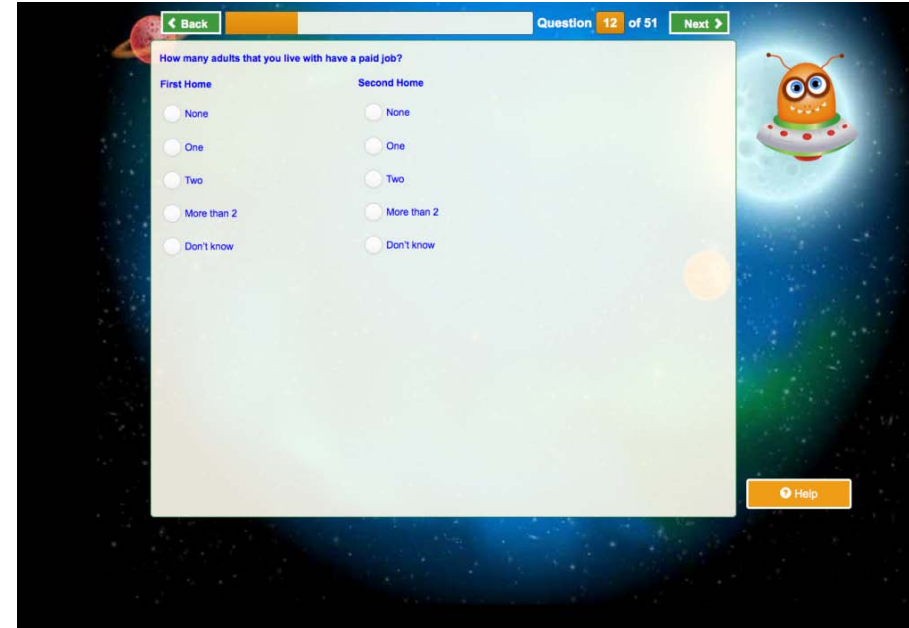 Back
Question 12 of 51
Next
How many adults that you live with have a paid job?
First Home
Second Home
None
None
One
One
Two
Two
More than 2
More than 2
Don't know
Don't know
Help